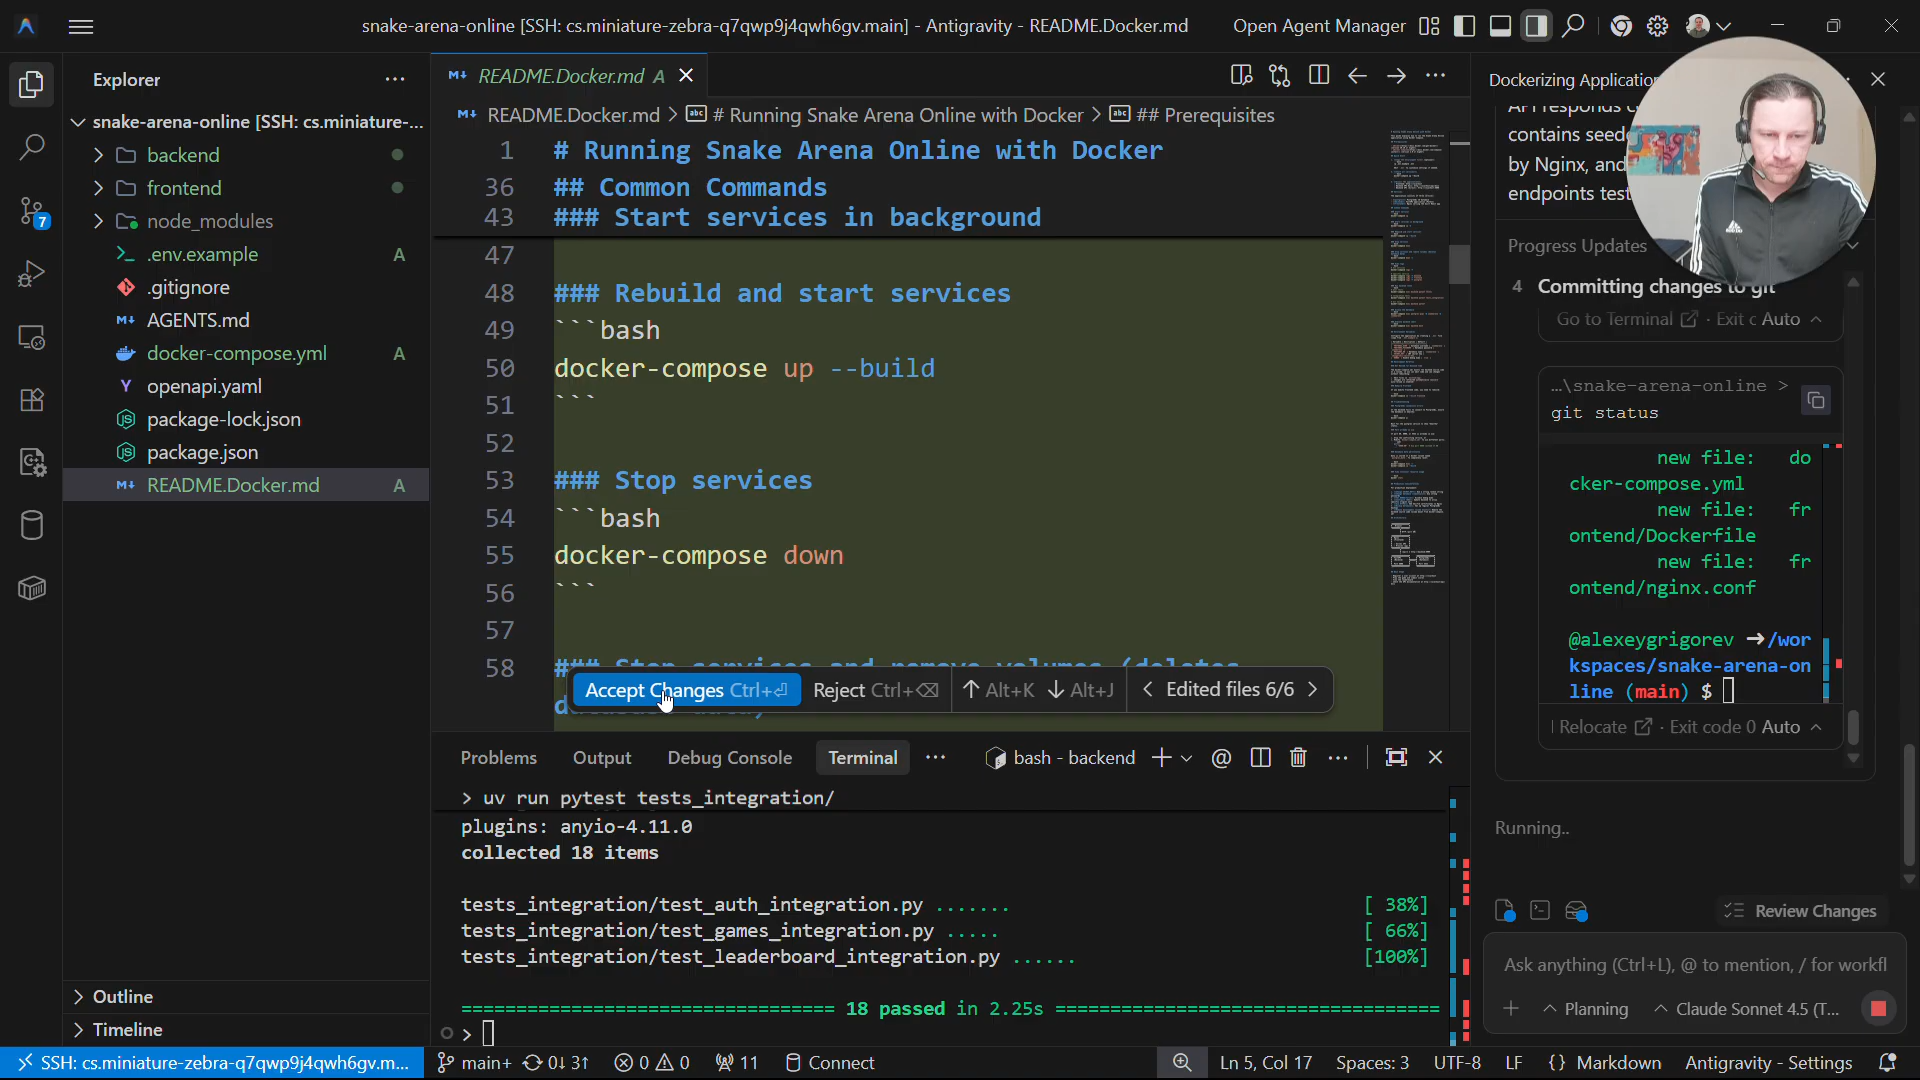 snake-arena-online [SSH: cs.miniature-zebra-q7qwp9j4qwh6gv.main] - Antigravity - README.Docker.md
Open Agent Manager
Explorer
snake-arena-online [SSH: cs.miniature-...
backend
frontend
node_modules
.env.example A
.gitignore
AGENTS.md
docker-compose.yml A
openapi.yaml
package-lock.json
package.json
README.Docker.md A
Outline
Timeline
README.Docker.md A
README.Docker.md > # Running Snake Arena Online with Docker > ## Prerequisites
1 # Running Snake Arena Online with Docker
36 ## Common Commands
43 ### Start services in background
47
48 ### Rebuild and start services
49 ```bash
50 docker-compose up --build
51 ```
52
53 ### Stop services
54 ```bash
55 docker-compose down
56 ```
57
58 ### Stop services and remove volumes (deletes
Accept Changes Ctrl+⏎ Reject Ctrl+⌫ ↑ Alt+K ↓ Alt+J < Edited files 6/6 >
Problems Output Debug Console Terminal ··· bash - backend
> uv run pytest tests_integration/
plugins: anyio-4.11.0
collected 18 items
tests_integration/test_auth_integration.py ....... [ 38%]
tests_integration/test_games_integration.py ..... [ 66%]
tests_integration/test_leaderboard_integration.py ...... [100%]
================================== 18 passed in 2.25s ==================================
>
Dockerizing Applicatio
API responds
contains seed
by Nginx, and
endpoints test
Progress Updates
4 Committing changes to git
Go to Terminal · Exit c Auto
...\snake-arena-online >
git status
new file: do
cker-compose.yml
new file: fr
ontend/Dockerfile
new file: fr
ontend/nginx.conf
@alexeygrigorev ➜/wor
kspaces/snake-arena-on
line (main) $
Relocate · Exit code 0 Auto
Running..
Review Changes
Ask anything (Ctrl+L), @ to mention, / for workfl
Planning Claude Sonnet 4.5 (T...
7
SSH: cs.miniature-zebra-q7qwp9j4qwh6gv.m... main+ 0↓ 3↑ 0 0 11 Connect Ln 5, Col 17 Spaces: 3 UTF-8 LF {} Markdown Antigravity - Settings